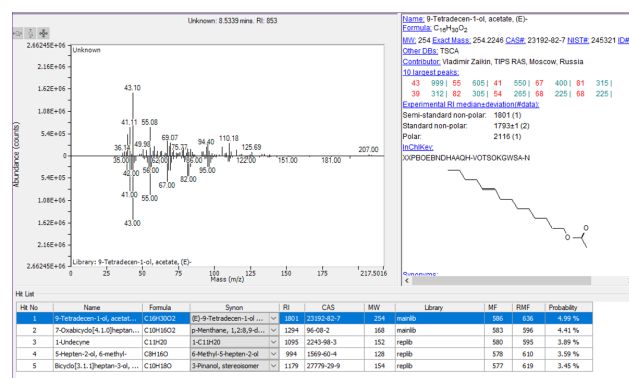 Unknown: 8.5339 mins. RI: 853
2.66245E+06
2.16E+06
1.62E+06
1.08E+06
5.4E+05
0
5.4E+05
1.08E+06
1.62E+06
2.16E+06
2.66245E+06
Abundance (counts)
Unknown
43.10
41.11 55.08
36.14 49.98 69.07 75.77 94.40 110.18 125.69 207.00
35.00 42.00 56.00 62.00 95.00 122.00 151.00 181.00
41.00 55.00 67.00 82.00
43.00
Library: 9-Tetradecen-1-ol, acetate, (E)-
0 25 50 75 100 125 150 175 217.5016
Mass (m/z)
Name: 9-Tetradecen-1-ol, acetate, (E)-
Formula: C16H30O2
MW: 254 Exact Mass: 254.2246 CAS#: 23192-82-7 NIST#: 245321 ID#
Other DBs: TSCA
Contributor: Vladimir Zaikin, TIPS RAS, Moscow, Russia
10 largest peaks:
43 999 | 55 605 | 41 550 | 67 400 | 81 315 |
39 312 | 82 305 | 54 265 | 68 225 | 68 225 |
Experimental RI median±deviation(#data):
Semi-standard non-polar: 1801 (1)
Standard non-polar: 1793±1 (2)
Polar: 2116 (1)
InChIKey:
XXPBOEBNDHAAQH-VOTSOKGWSA-N
O
O
Synonyms:
Hit List
Hit No Name Formula Synon RI CAS MW Library MF RMF Probability
1 9-Tetradecen-1-ol, acetat... C16H30O2 (E)-9-Tetradecen-1-ol ... 1801 23192-82-7 254 mainlib 586 636 4.99 %
2 7-Oxabicydo[4.1.0]heptan... C10H16O2 p-Menthane, 1,2:8,9-d... 1294 96-08-2 168 mainlib 583 596 4.41 %
3 1-Undecyne C11H20 1-C11H20 1095 2243-98-3 152 replib 580 595 3.89 %
4 5-Hepten-2-ol, 6-methyl- C8H16O 6-Methyl-5-hepten-2-ol 994 1569-60-4 128 replib 578 610 3.59 %
5 Bicyclo[3.1.1]heptan-3-ol, ... C10H18O 3-Pinanol, stereoisomer 1179 27779-29-9 154 replib 577 619 3.45 %